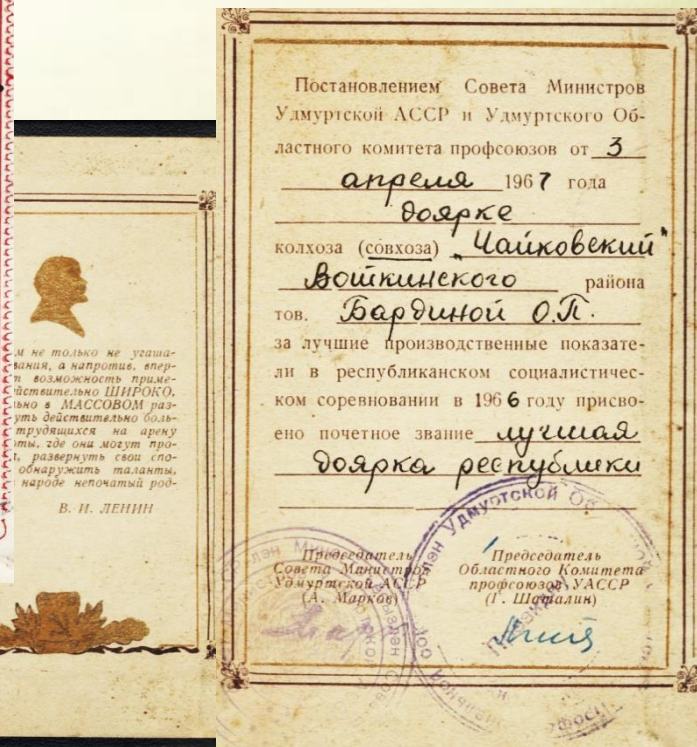 м не только не угаша-
вания, а напротив, впер-
т возможность приме-
йствительно ШИРОКО,
льно в МАССОВОМ раз-
уть действительно боль-
трудящихся на арену
оты, где они могут про-
, развернуть свои спо-
обнаружить таланты,
народе непочатый род-
В. И. ЛЕНИН
Постановлением Совета Министров
Удмуртской АССР и Удмуртского Об-
ластного комитета профсоюзов от 3
апреля 1967 года
доярке
колхоза (совхоза) „Чайковский"
Воткинского района
тов. Бардиной О.П.
за лучшие производственные показате-
ли в республиканском социалистичес-
ком соревновании в 1966 году присво-
ено почетное звание лучшая
доярка республики
Председатель
Совета Министров
Удмуртской АССР
(А. Марков)
Председатель
Областного Комитета
профсоюзов УАССР
(Г. Шаталин)